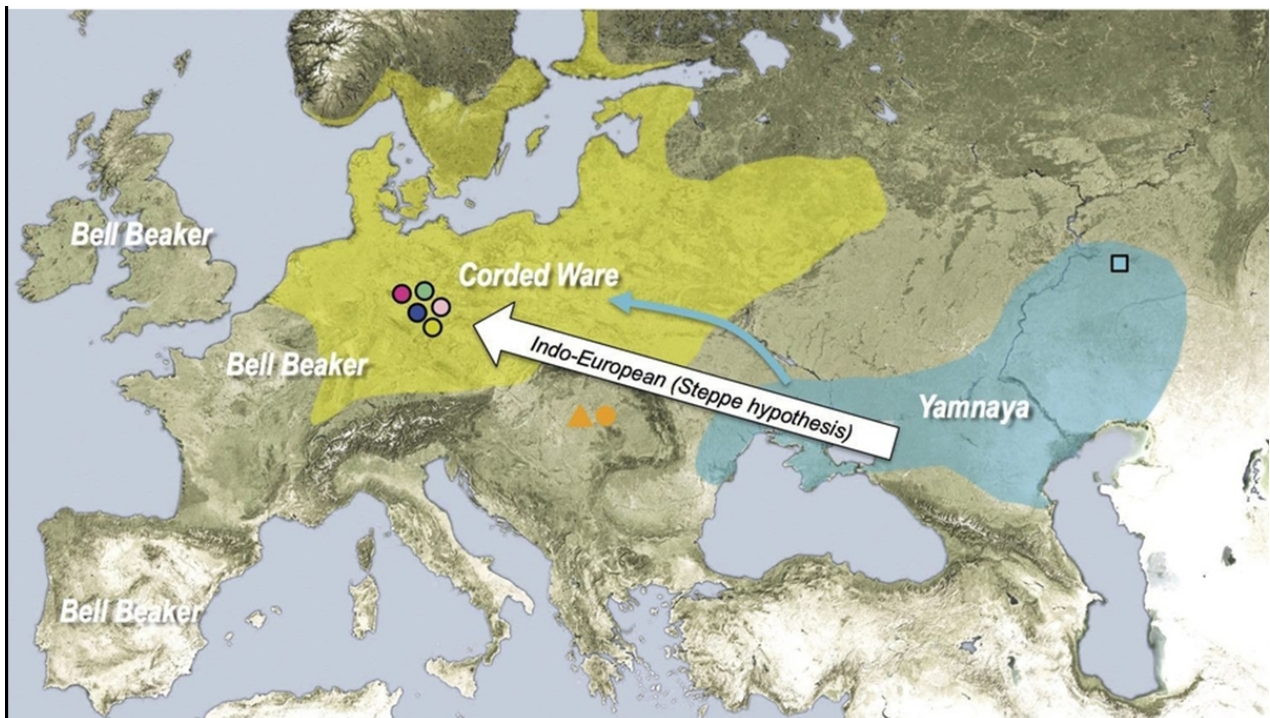 Bell Beaker
Corded Ware
Indo-European (Steppe hypothesis)
Bell Beaker
Yamnaya
Bell Beaker